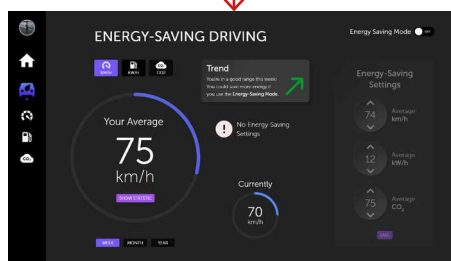 ENERGY-SAVING DRIVING
Energy Saving Mode
OFF
KM/H
KW/H
CO2
Trend
You're in a good range this week!
You could save more energy if
you use the Energy-Saving Mode.
Your Average
75
km/h
SHOW STATISTIC
No Energy Saving
Settings
Currently
70
km/h
WEEK
MONTH
YEAR
Energy-Saving
Settings
74
Average
km/h
12
Average
kW/h
75
Average
CO₂
CO₂